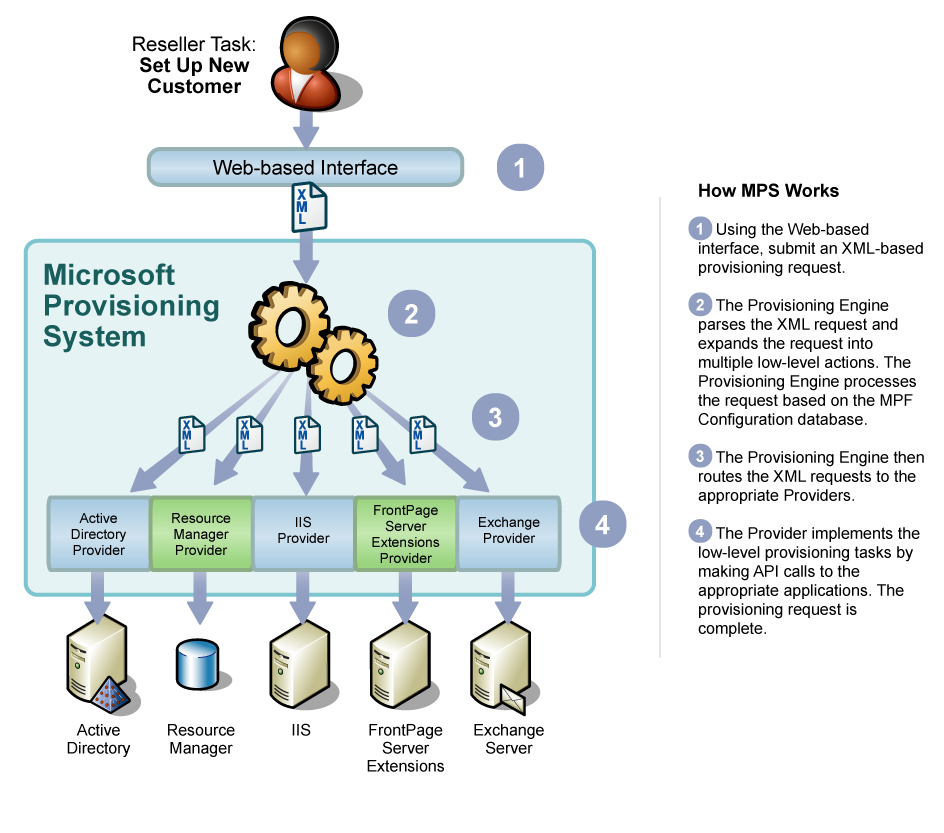 Reseller Task:
Set Up New
Customer
Web-based Interface
1
XML
Microsoft
Provisioning
System
2
3
XML
XML
XML
XML
XML
Active
Directory
Provider
Resource
Manager
Provider
IIS
Provider
FrontPage
Server
Extensions
Provider
Exchange
Provider
4
Active
Directory
Resource
Manager
IIS
FrontPage
Server
Extensions
Exchange
Server
How MPS Works
1 Using the Web-based
interface, submit an XML-based
provisioning request.
2 The Provisioning Engine
parses the XML request and
expands the request into
multiple low-level actions. The
Provisioning Engine processes
the request based on the MPF
Configuration database.
3 The Provisioning Engine then
routes the XML requests to the
appropriate Providers.
4 The Provider implements the
low-level provisioning tasks by
making API calls to the
appropriate applications. The
provisioning request is
complete.